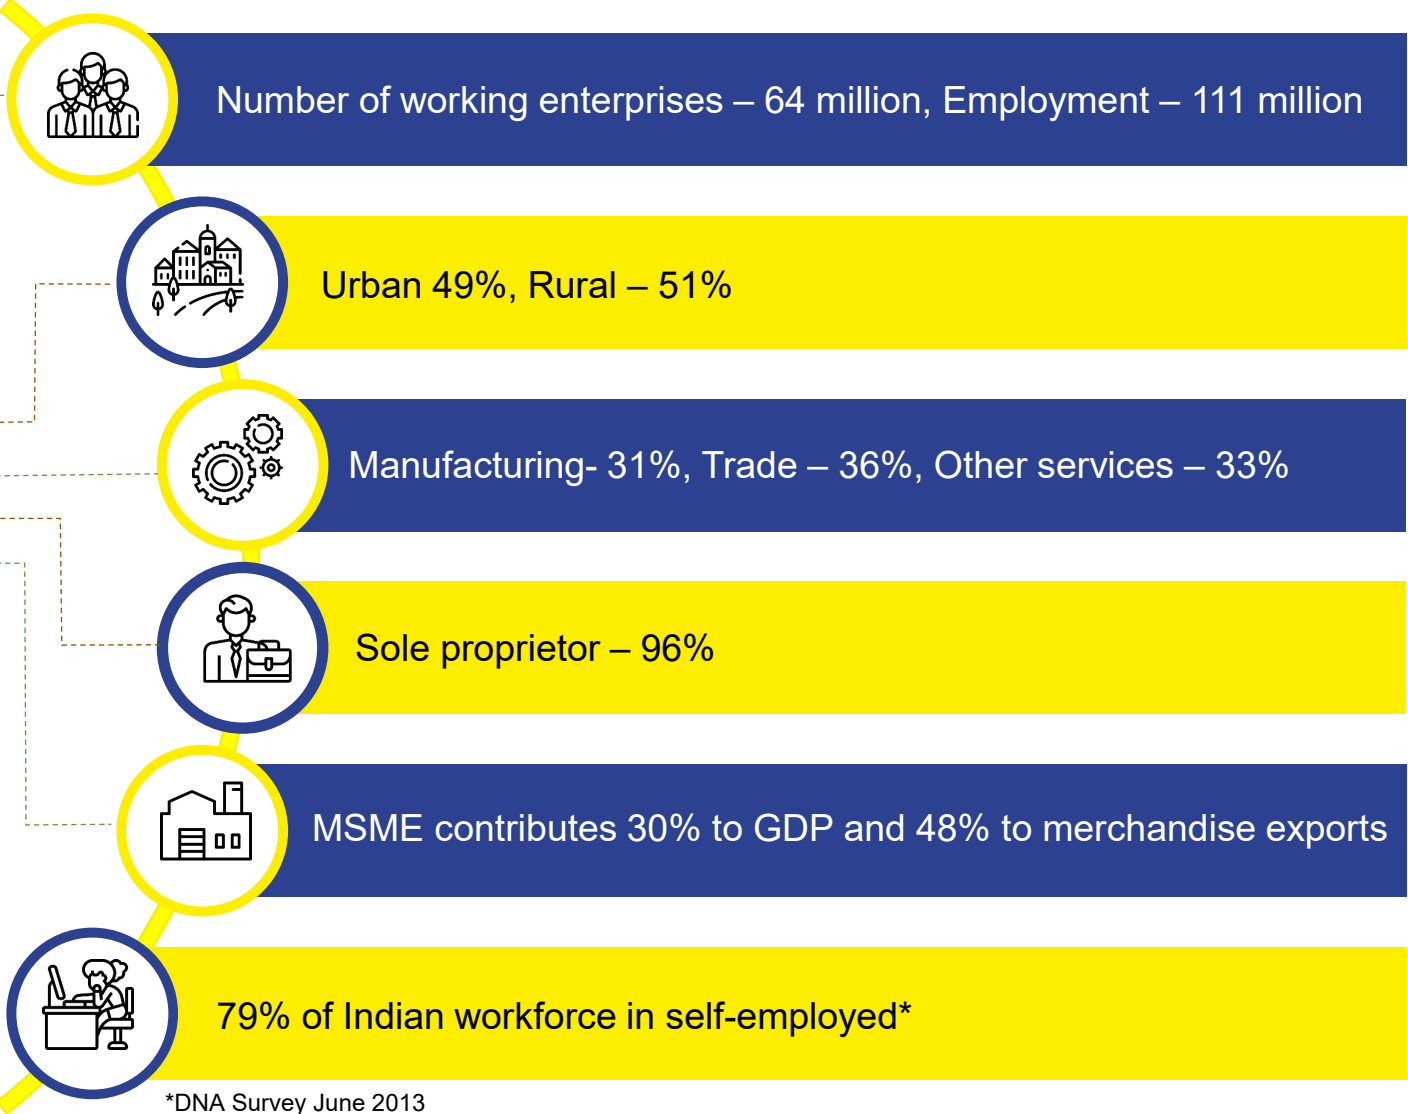 Number of working enterprises – 64 million, Employment – 111 million
Urban 49%, Rural – 51%
Manufacturing- 31%, Trade – 36%, Other services – 33%
Sole proprietor – 96%
MSME contributes 30% to GDP and 48% to merchandise exports
79% of Indian workforce in self-employed*
*DNA Survey June 2013